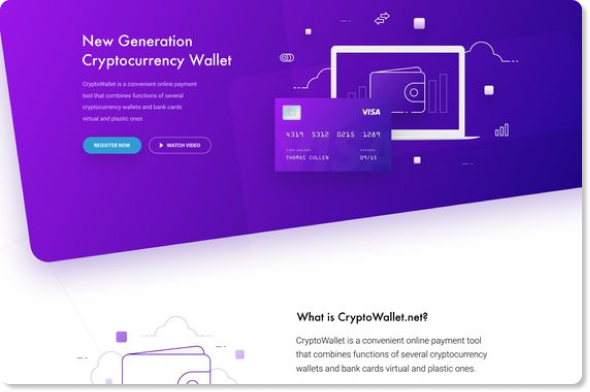 New Generation
Cryptocurrency Wallet
CryptoWallet is a convenient online payment
tool that combines functions of several
cryptocurrency wallets and bank cards
virtual and plastic ones
REGISTER NOW
WATCH VIDEO
VISA
4319 5312 0215 1289
THOMAS CULLEN
09/15
What is CryptoWallet.net?
CryptoWallet is a convenient online payment tool
that combines functions of several cryptocurrency
wallets and bank cards virtual and plastic ones.